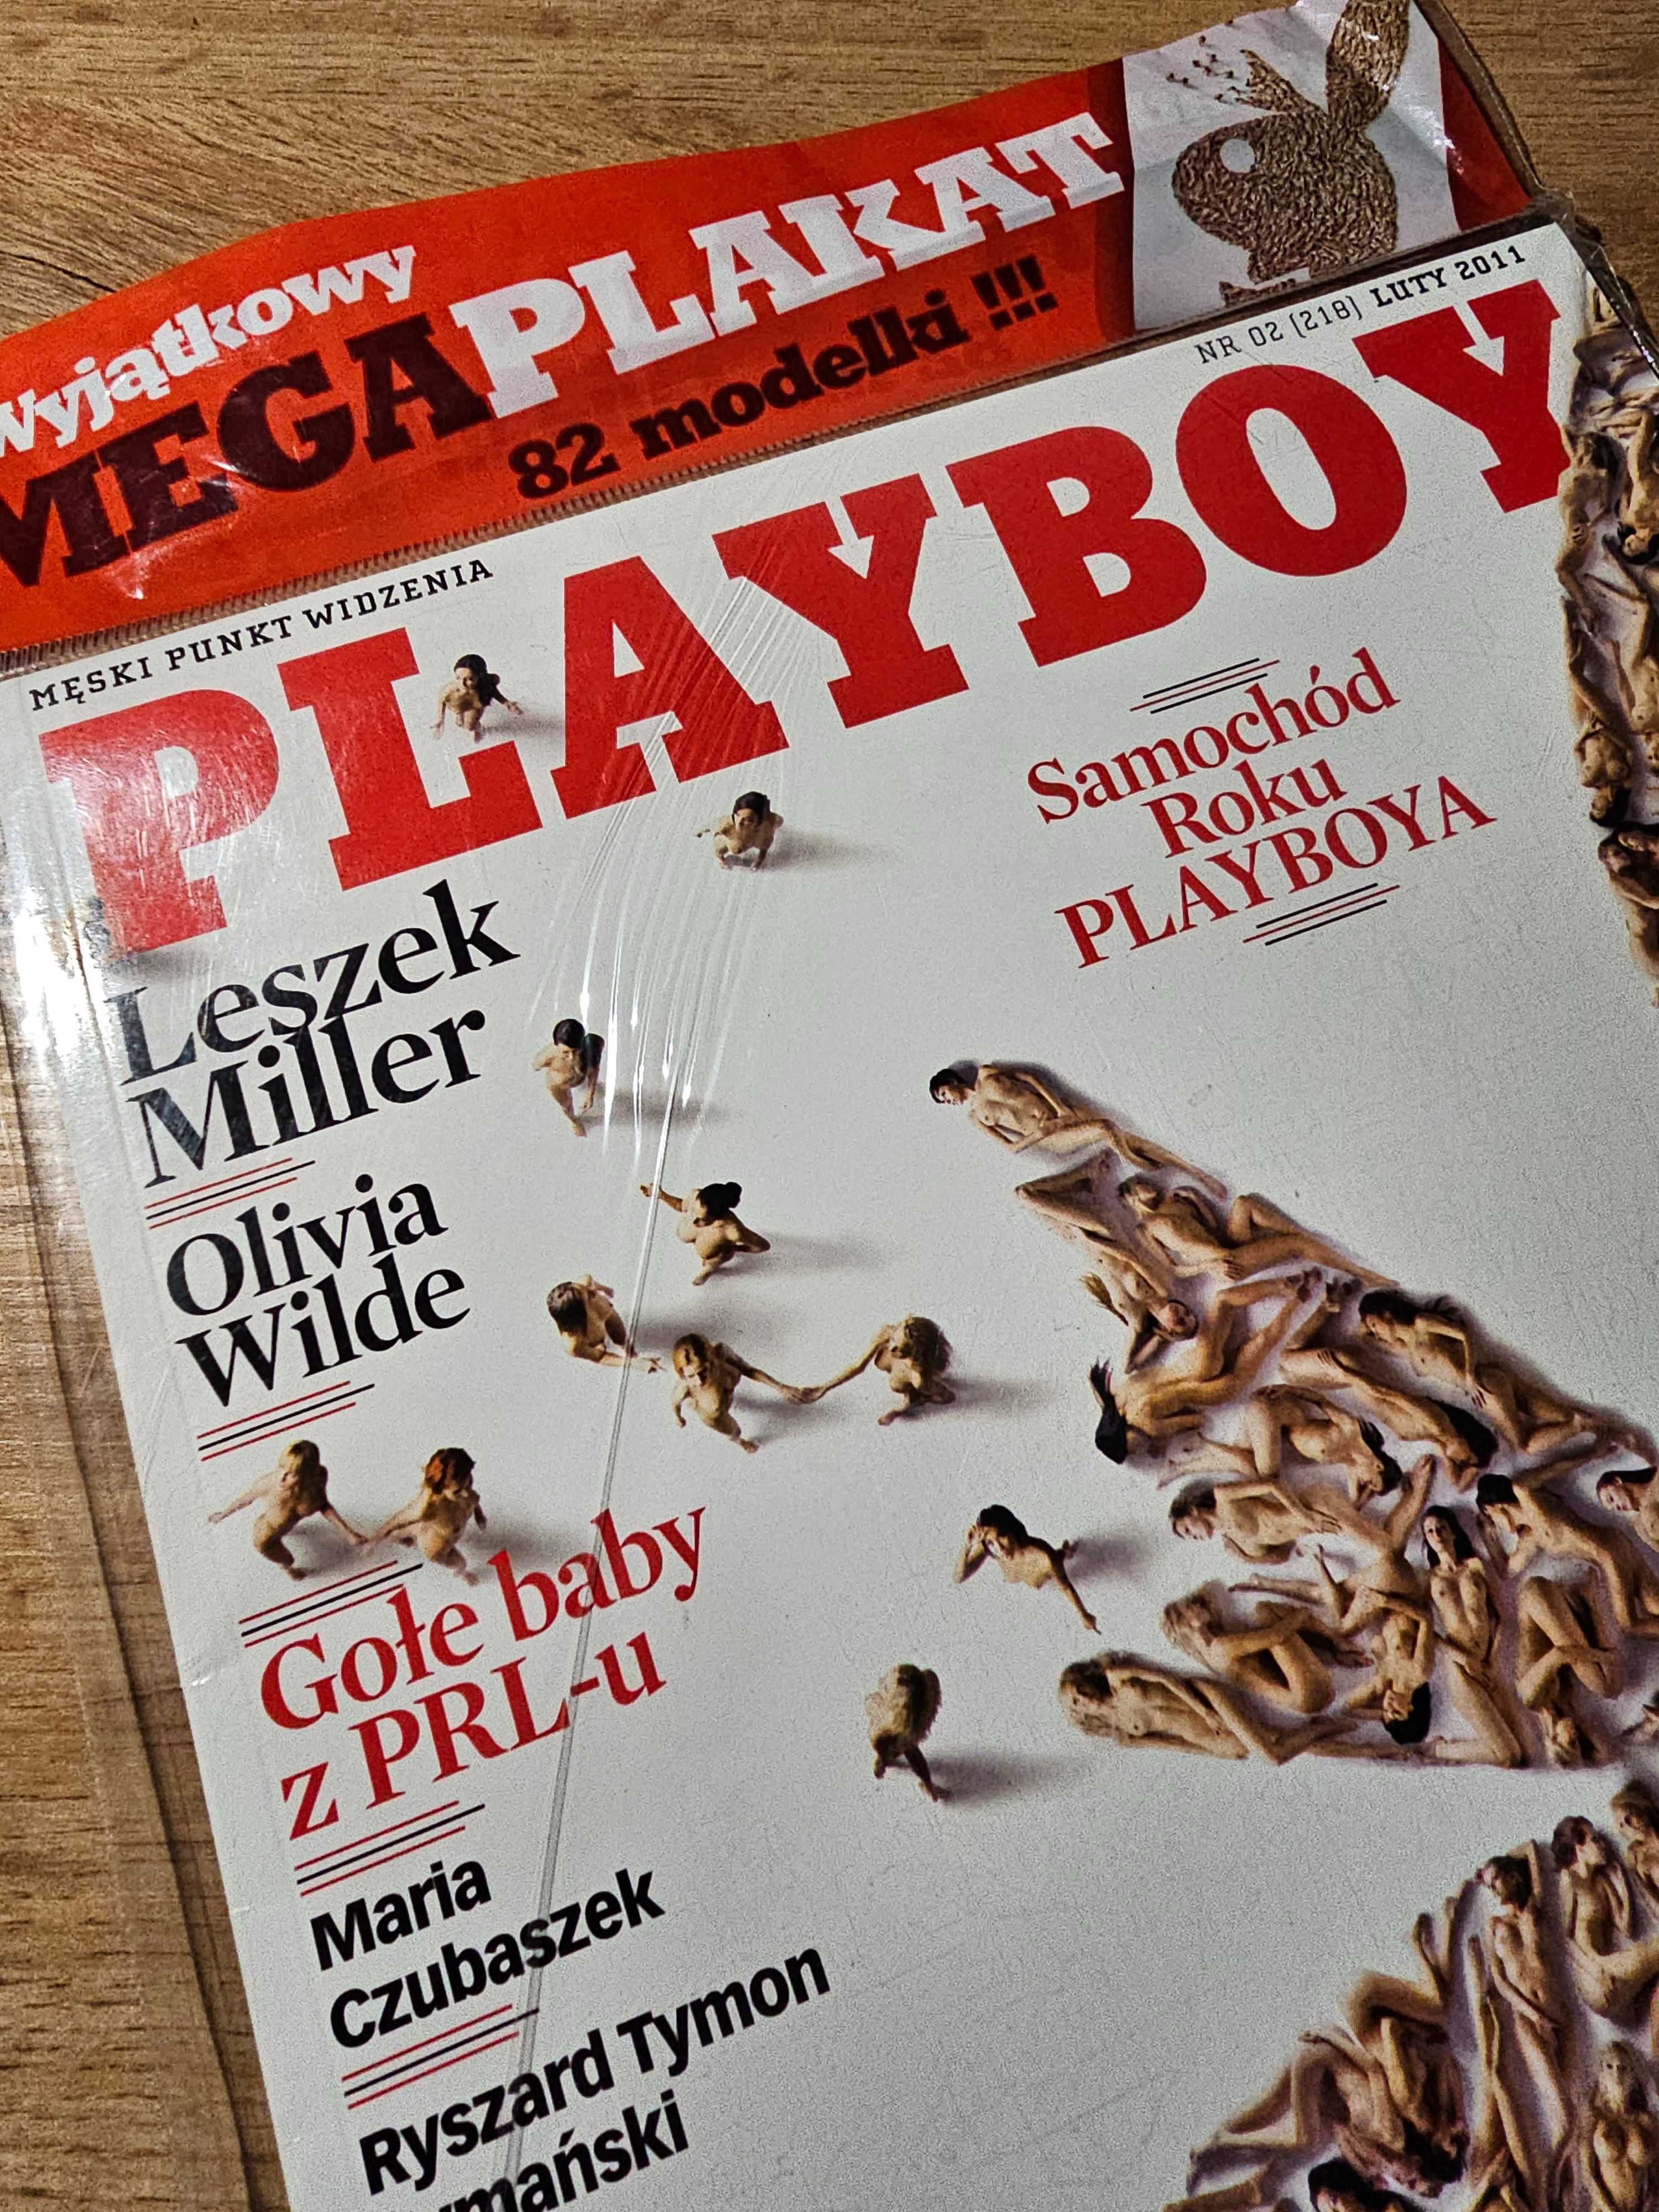 Wyjątkowy
MEGAPLAKAT
82 modelki !!!
NR 02 (218) LUTY 2011
MĘSKI PUNKT WIDZENIA
PLAYBOY
Samochód
Roku
PLAYBOYA
Leszek
Miller
Olivia
Wilde
Gołe baby
z PRL-u
Maria
Czubaszek
Ryszard Tymon